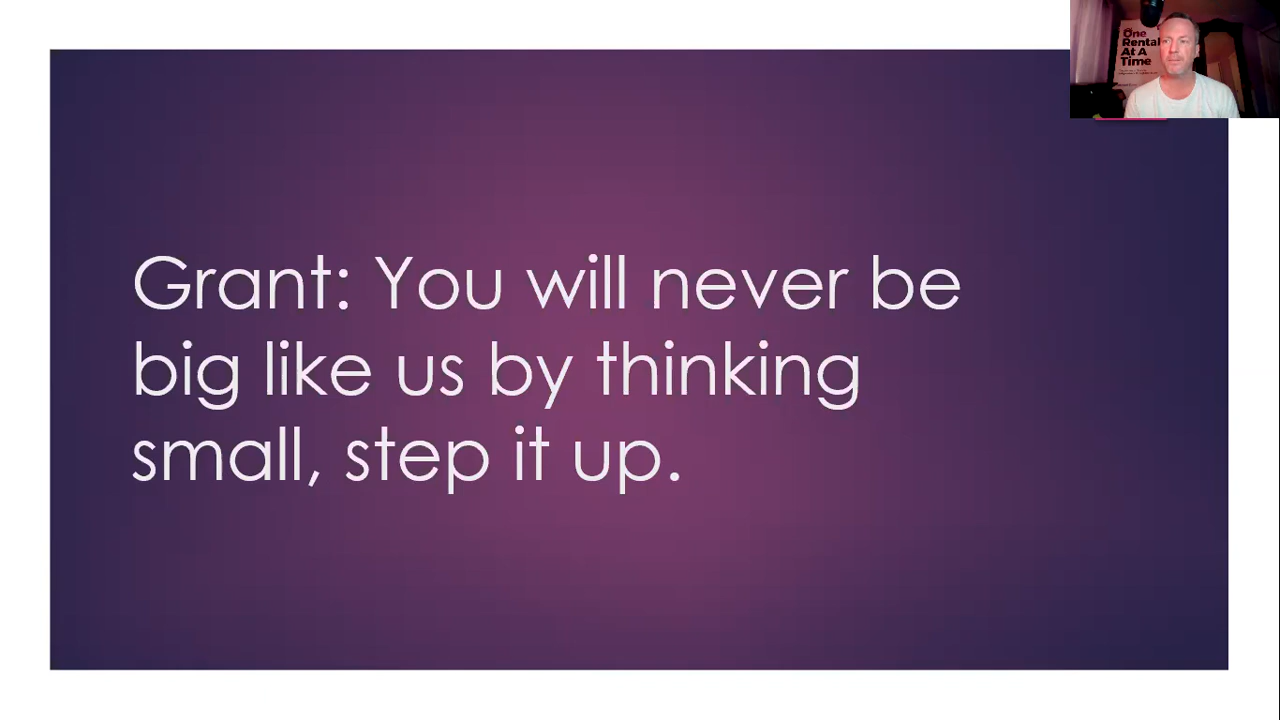 Grant: You will never be
big like us by thinking
small, step it up.
One
Rental
At A
Time